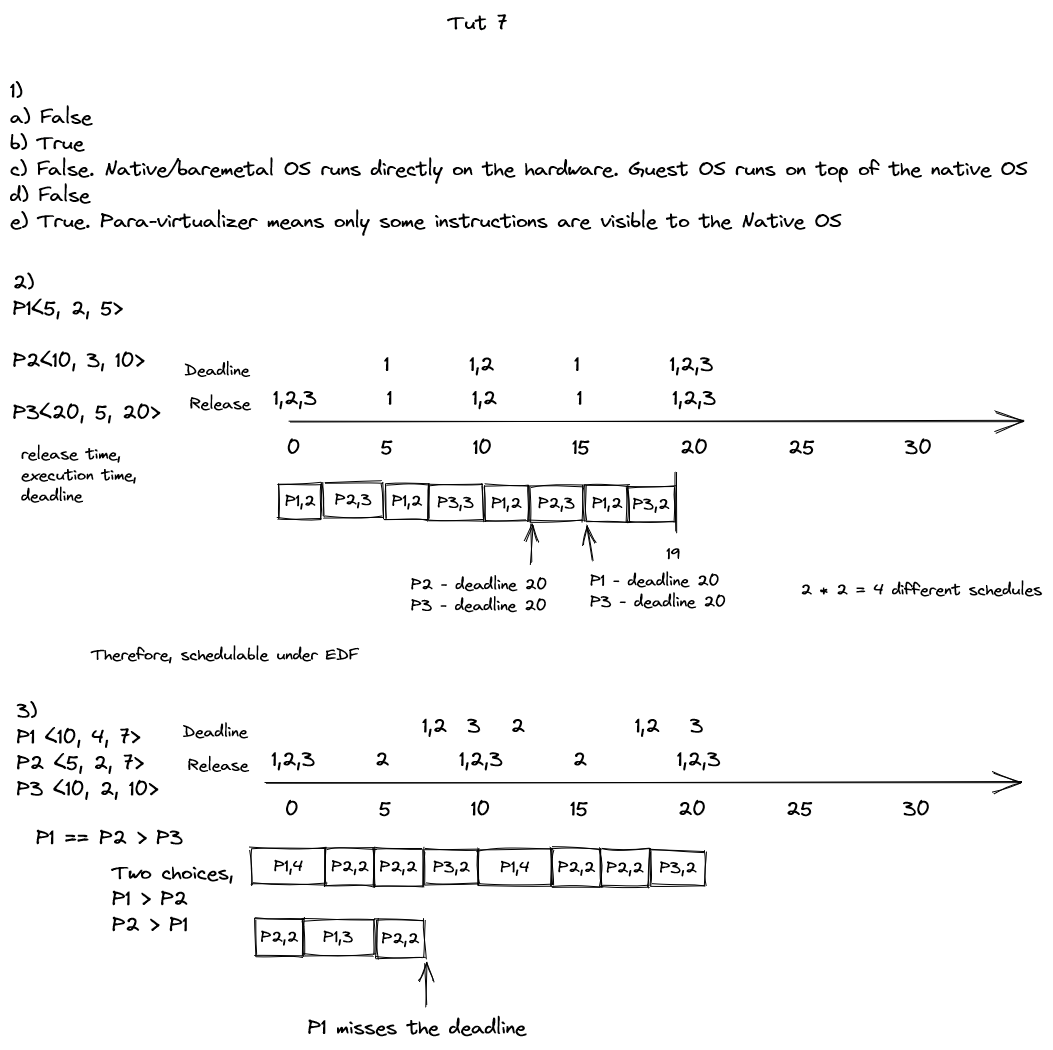 Tut 7
1)
a) False
b) True
c) False. Native/baremetal OS runs directly on the hardware. Guest OS runs on top of the native OS
d) False
e) True. Para-virtualizer means only some instructions are visible to the Native OS
2)
P1<5, 2, 5>
P2<10, 3, 10>
P3<20, 5, 20>
release time,
execution time,
deadline
Deadline 1 1,2 1 1,2,3
Release 1,2,3 1 1,2 1 1,2,3
0 5 10 15 20 25 30
P1,2 P2,3 P1,2 P3,3 P1,2 P2,3 P1,2 P3,2
19
P2 - deadline 20
P3 - deadline 20
P1 - deadline 20
P3 - deadline 20
2 * 2 = 4 different schedules
Therefore, schedulable under EDF
3)
P1 <10, 4, 7>
P2 <5, 2, 7>
P3 <10, 2, 10>
Deadline 1,2 3 2 1,2 3
Release 1,2,3 2 1,2,3 2 1,2,3
0 5 10 15 20 25 30
P1 == P2 > P3
Two choices,
P1 > P2
P2 > P1
P1,4 P2,2 P2,2 P3,2 P1,4 P2,2 P2,2 P3,2
P2,2 P1,3 P2,2
P1 misses the deadline